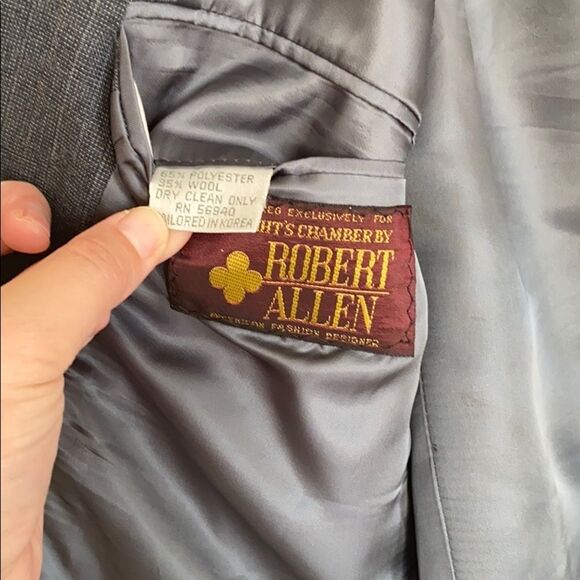 65% POLYESTER
35% WOOL
DRY CLEAN ONLY
RN 56940
TAILORED IN KOREA
EXCLUSIVELY FOR
HT'S CHAMBER BY
ROBERT
ALLEN
AMERICAN FASHION DESIGNER